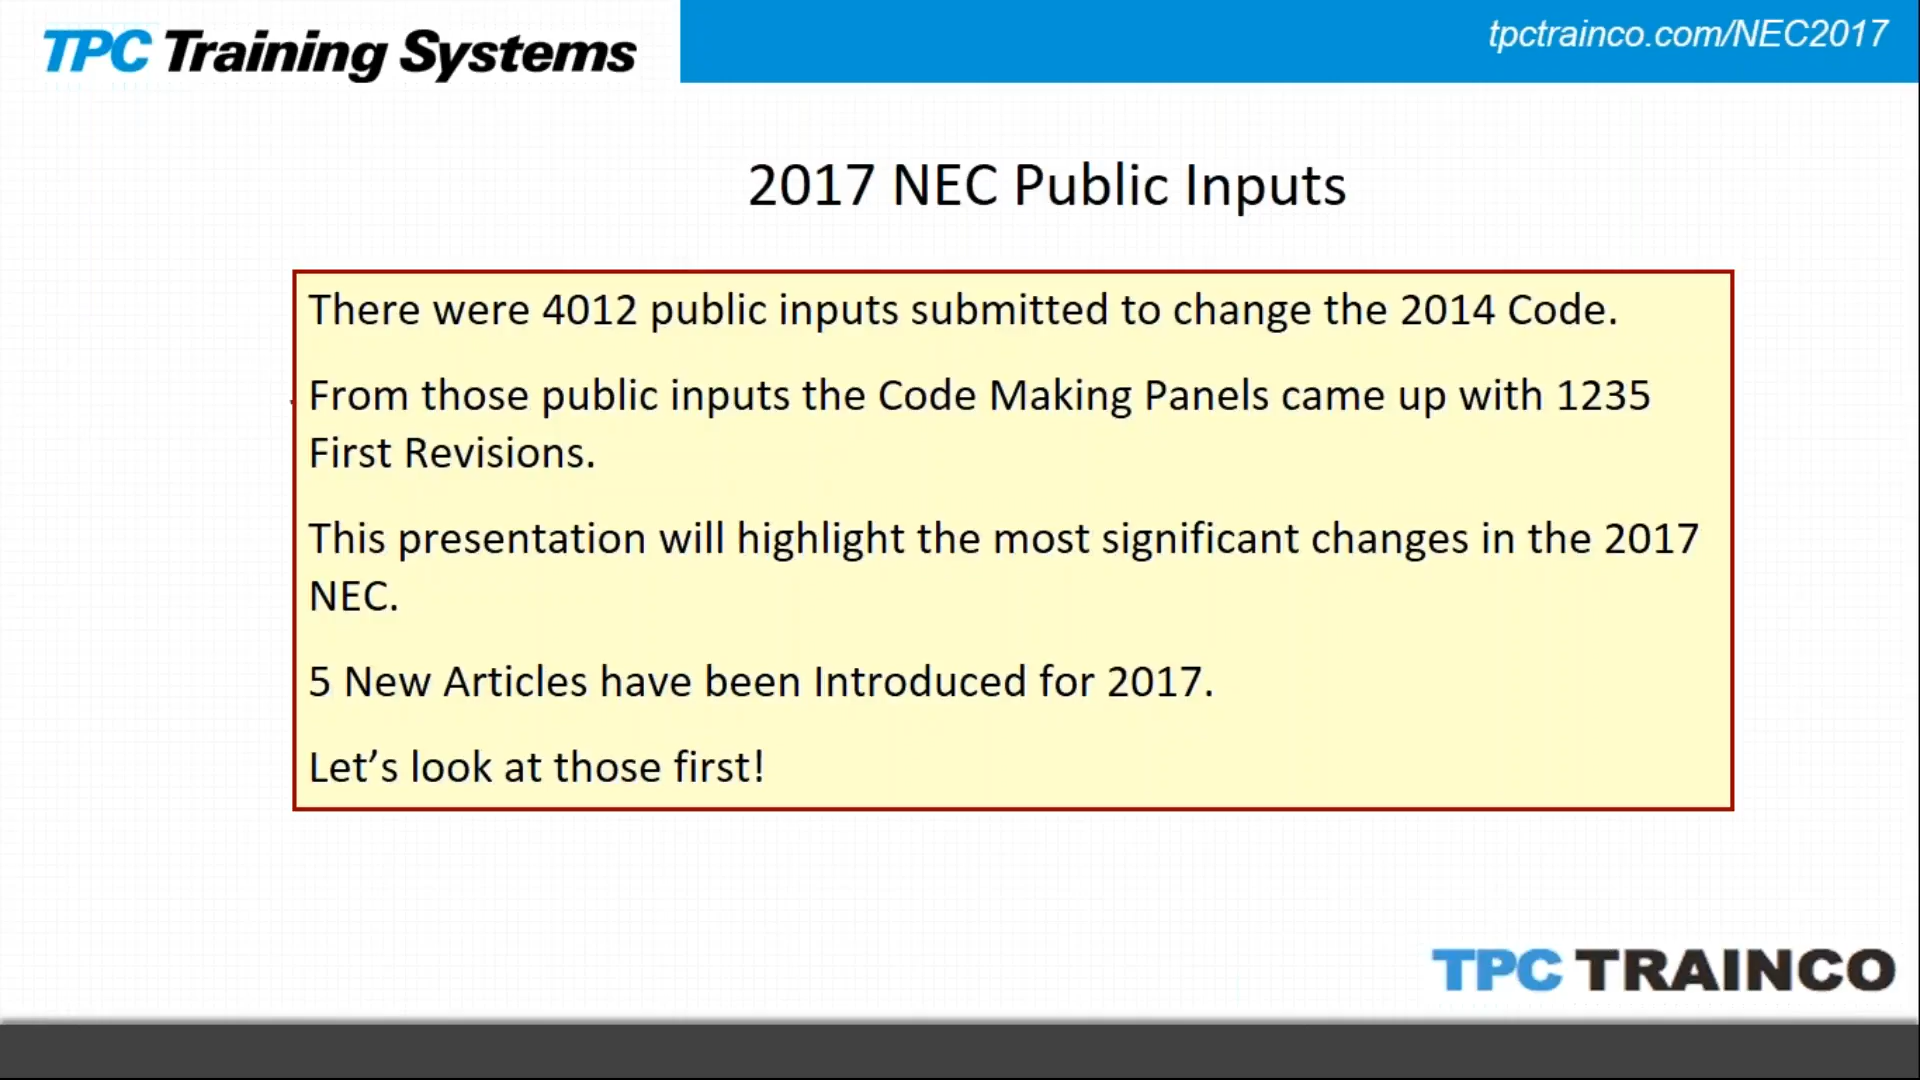 TPC Training Systems
tpctrainco.com/NEC2017
2017 NEC Public Inputs
There were 4012 public inputs submitted to change the 2014 Code.
From those public inputs the Code Making Panels came up with 1235
First Revisions.
This presentation will highlight the most significant changes in the 2017
NEC.
5 New Articles have been Introduced for 2017.
Let’s look at those first!
TPC TRAINCO